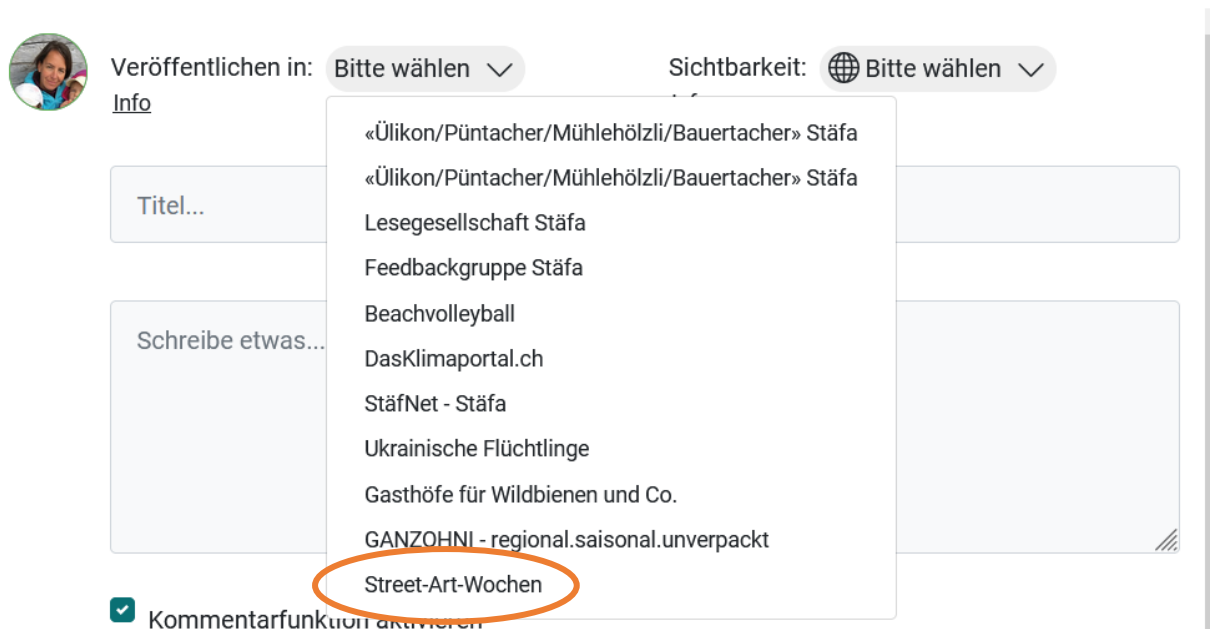 Veröffentlichen in: Bitte wählen Sichtbarkeit: Bitte wählen
Info
«Ülikon/Püntacher/Mühlehölzli/Bauertacher» Stäfa
«Ülikon/Püntacher/Mühlehölzli/Bauertacher» Stäfa
Titel...
Lesegesellschaft Stäfa
Feedbackgruppe Stäfa
Beachvolleyball
Schreibe etwas...
DasKlimaportal.ch
StäfNet - Stäfa
Ukrainische Flüchtlinge
Gasthöfe für Wildbienen und Co.
GANZOHNI - regional.saisonal.unverpackt
Street-Art-Wochen
Kommentarfunktion aktivieren